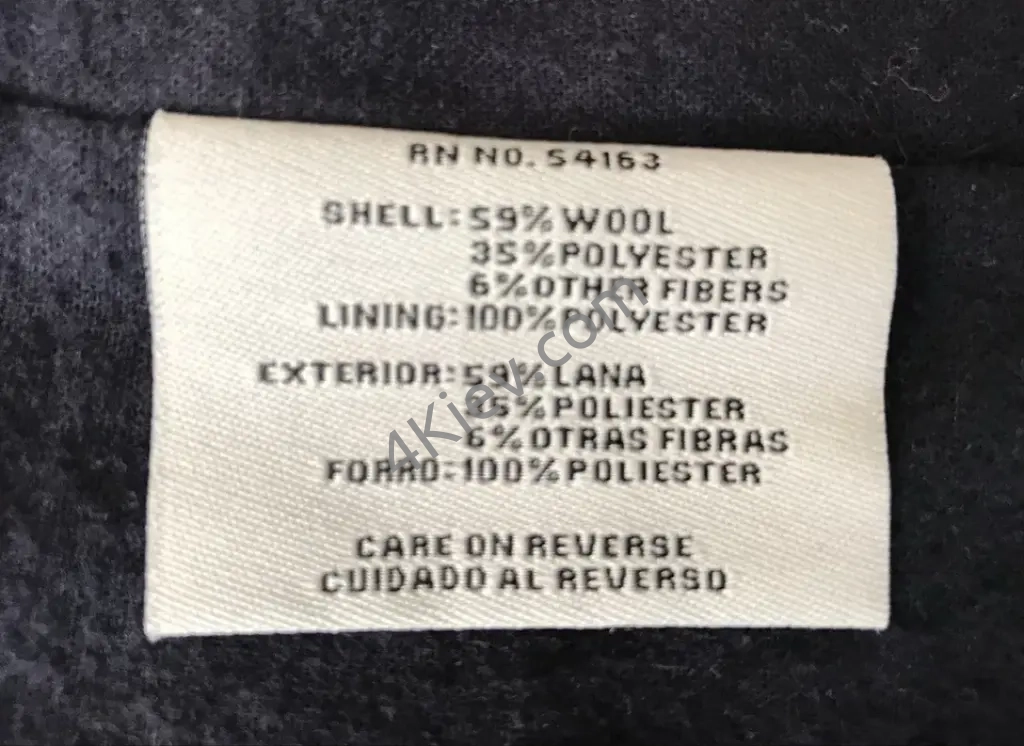 RN NO. 54163
SHELL: 59% WOOL
35% POLYESTER
6% OTHER FIBERS
LINING: 100% POLYESTER
EXTERIOR: 59% LANA
35% POLIESTER
6% OTRAS FIBRAS
FORRO: 100% POLIESTER
CARE ON REVERSE
CUIDADO AL REVERSO
4Kiev.com